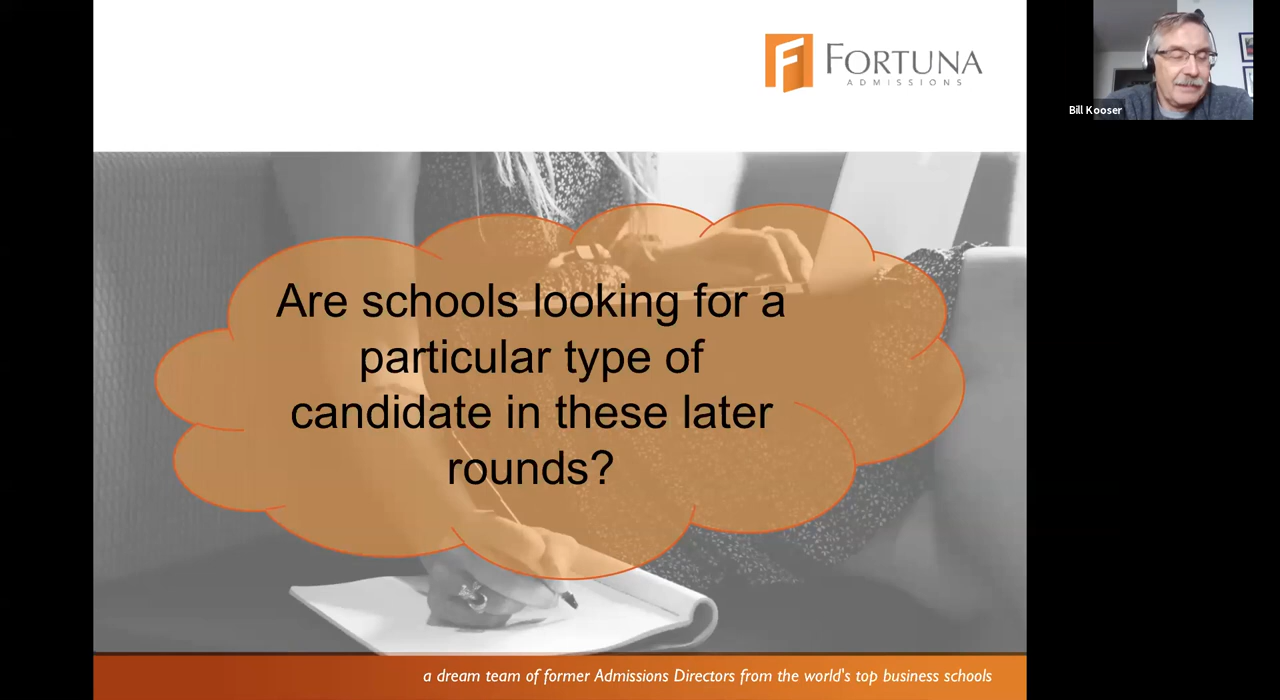 FORTUNA
ADMISSIONS
Bill Kooser
Are schools looking for a
particular type of
candidate in these later
rounds?
a dream team of former Admissions Directors from the world's top business schools